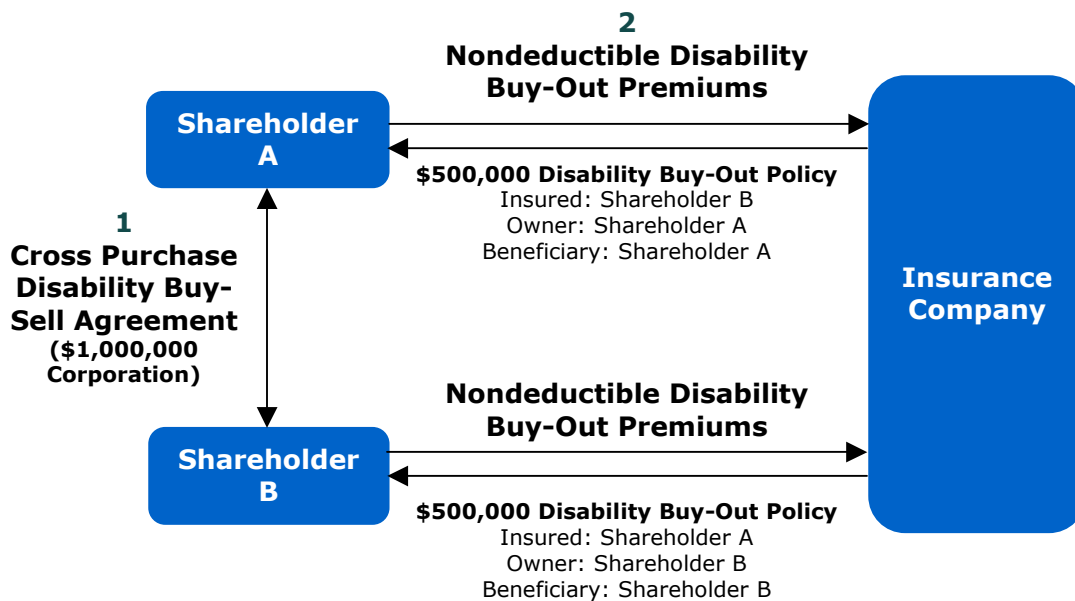 2
Nondeductible Disability
Buy-Out Premiums
Shareholder
A
$500,000 Disability Buy-Out Policy
Insured: Shareholder B
Owner: Shareholder A
Beneficiary: Shareholder A
1
Cross Purchase
Disability Buy-
Sell Agreement
($1,000,000
Corporation)
Insurance
Company
Nondeductible Disability
Buy-Out Premiums
Shareholder
B
$500,000 Disability Buy-Out Policy
Insured: Shareholder A
Owner: Shareholder B
Beneficiary: Shareholder B